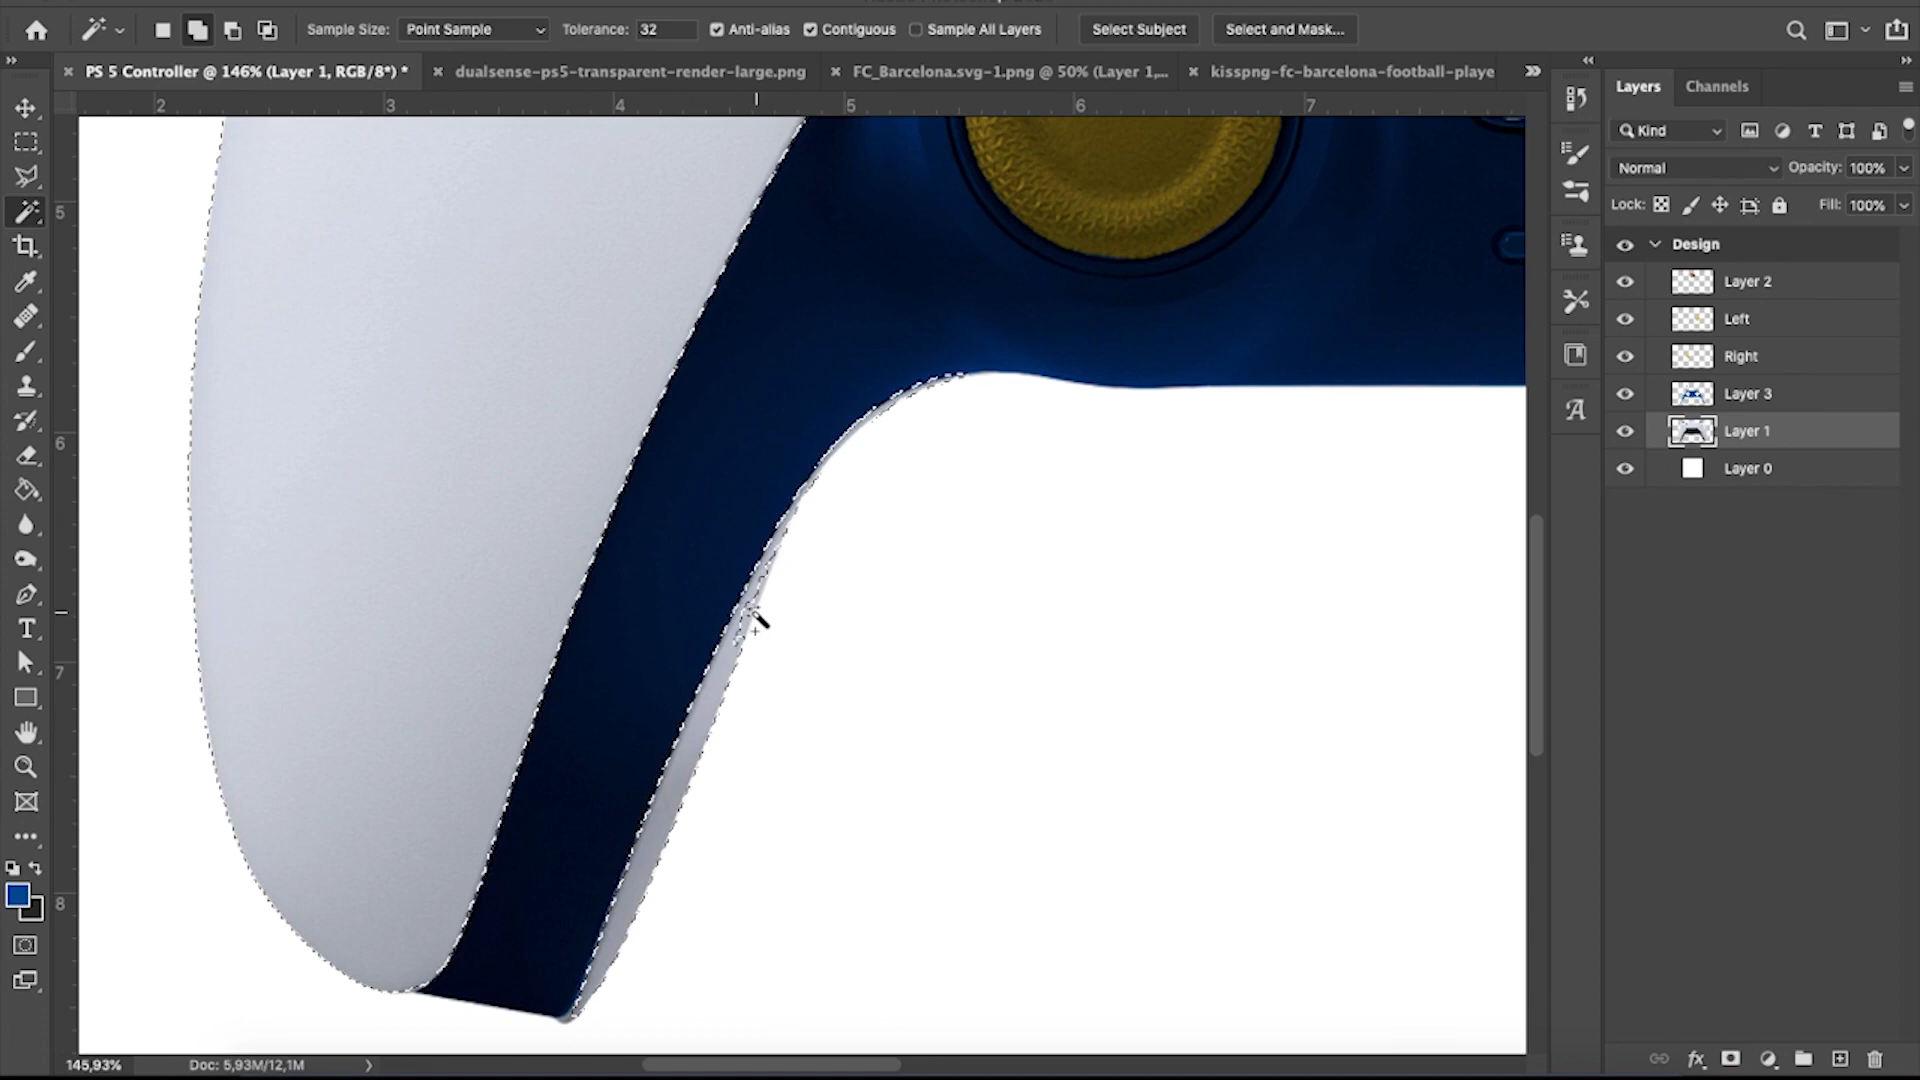 Sample Size: Point Sample Tolerance: 32 Anti-alias Contiguous Sample All Layers Select Subject Select and Mask...
PS 5 Controller @ 146% (Layer 1, RGB/8*) * dualsense-ps5-transparent-render-large.png FC_Barcelona.svg-1.png @ 50% (Layer 1,... kisspng-fc-barcelona-football-playe
2 3 4 5 6 7
5
6
7
8
Layers Channels
Kind
Normal Opacity: 100%
Lock: Fill: 100%
Design
Layer 2
Left
Right
Layer 3
Layer 1
Layer 0
145,93% Doc: 5,93M/12,1M